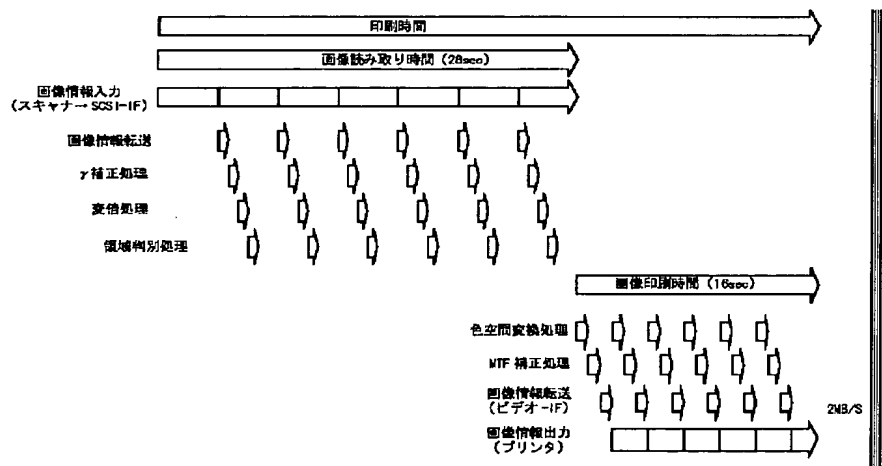 印刷時間
画像読み取り時間 (28sec)
画像情報入力
(スキャナ→SCSI-IF)
画像情報転送
γ補正処理
変倍処理
領域判別処理
画像印刷時間 (16sec)
色空間変換処理
MTF 補正処理
画像情報転送
(ビデオ-IF)
2MB/S
画像情報出力
(プリンタ)